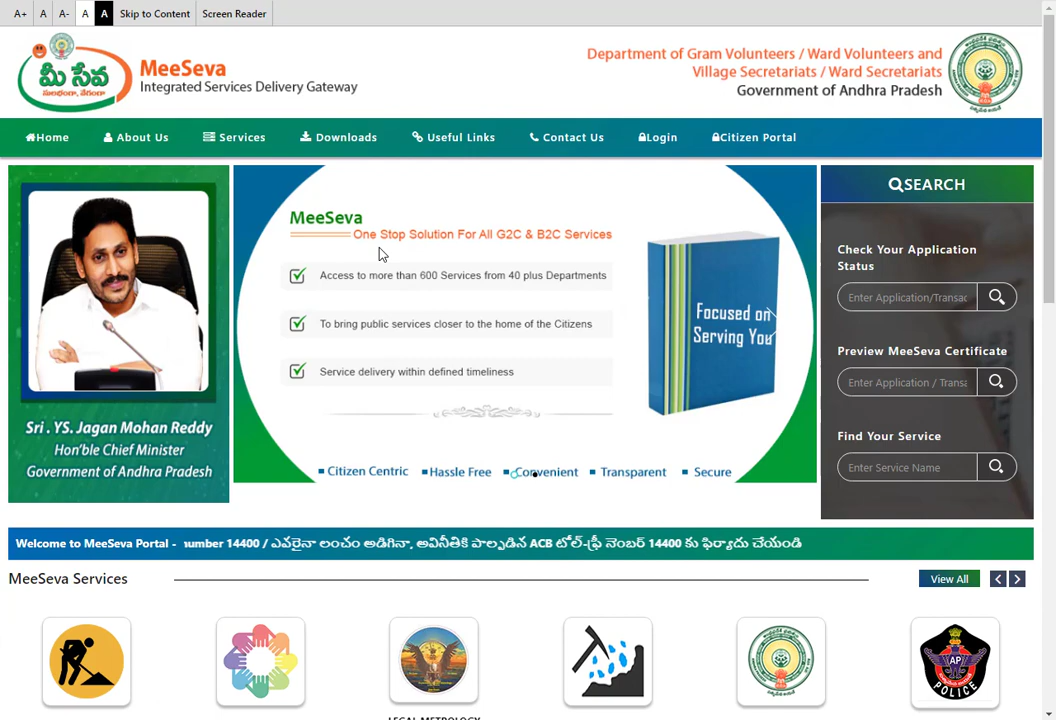 A+ A A- A A Skip to Content Screen Reader
మీ సేవ
MeeSeva
Integrated Services Delivery Gateway
Department of Gram Volunteers / Ward Volunteers and
Village Secretariats / Ward Secretariats
Government of Andhra Pradesh
Home About Us Services Downloads Useful Links Contact Us Login Citizen Portal
Sri . YS. Jagan Mohan Reddy
Hon'ble Chief Minister
Government of Andhra Pradesh
MeeSeva
One Stop Solution For All G2C & B2C Services
Access to more than 600 Services from 40 plus Departments
To bring public services closer to the home of the Citizens
Service delivery within defined timeliness
Focused on
Serving You
Citizen Centric Hassle Free Convenient Transparent Secure
SEARCH
Check Your Application
Status
Enter Application/Transac
Preview MeeSeva Certificate
Enter Application / Transa
Find Your Service
Enter Service Name
Welcome to MeeSeva Portal - umber 14400 / ఎవరైనా లంచం అడిగినా, అవినీతికి పాల్పడిన ACB టోల్-ఫ్రీ నెంబర్ 14400 కు ఫిర్యాదు చేయండి
MeeSeva Services
View All
AP
POLICE
LEGAL METROLOGY